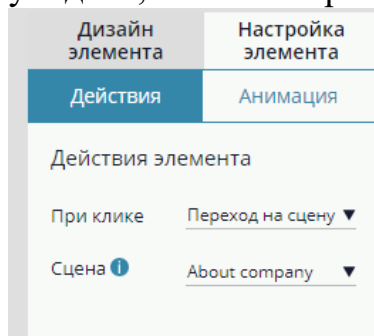 Дизайн элемента
Настройка элемента
Действия
Анимация
Действия элемента
При клике Переход на сцену ▼
Сцена About company ▼